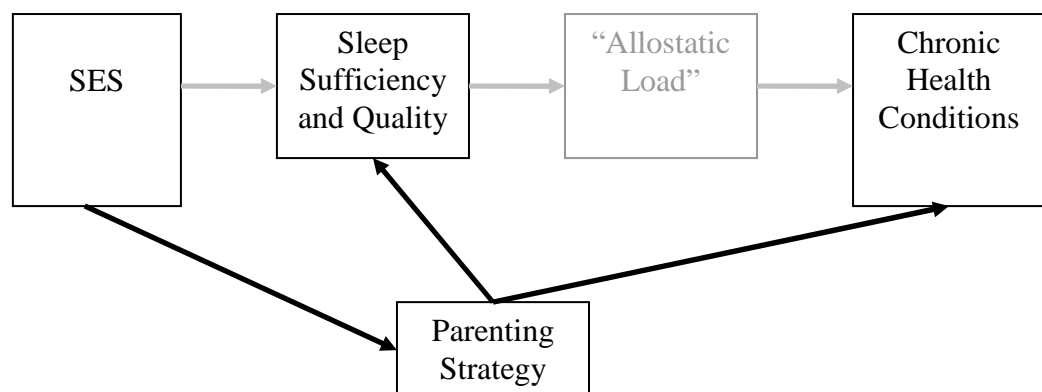 SES
Sleep
Sufficiency
and Quality
“Allostatic
Load”
Chronic
Health
Conditions
Parenting
Strategy